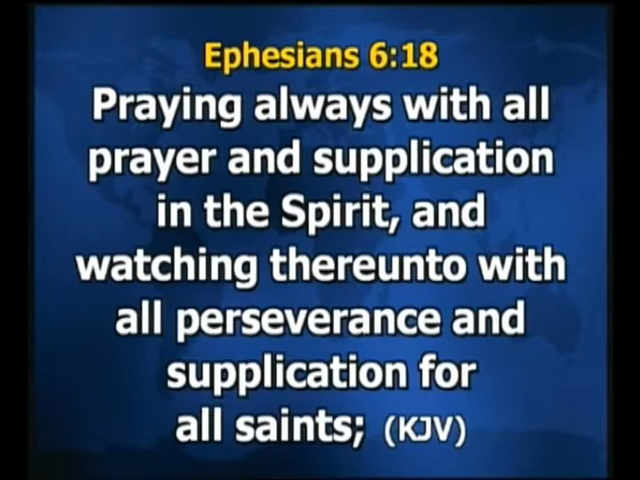 Ephesians 6:18
Praying always with all
prayer and supplication
in the Spirit, and
watching thereunto with
all perseverance and
supplication for
all saints; (KJV)